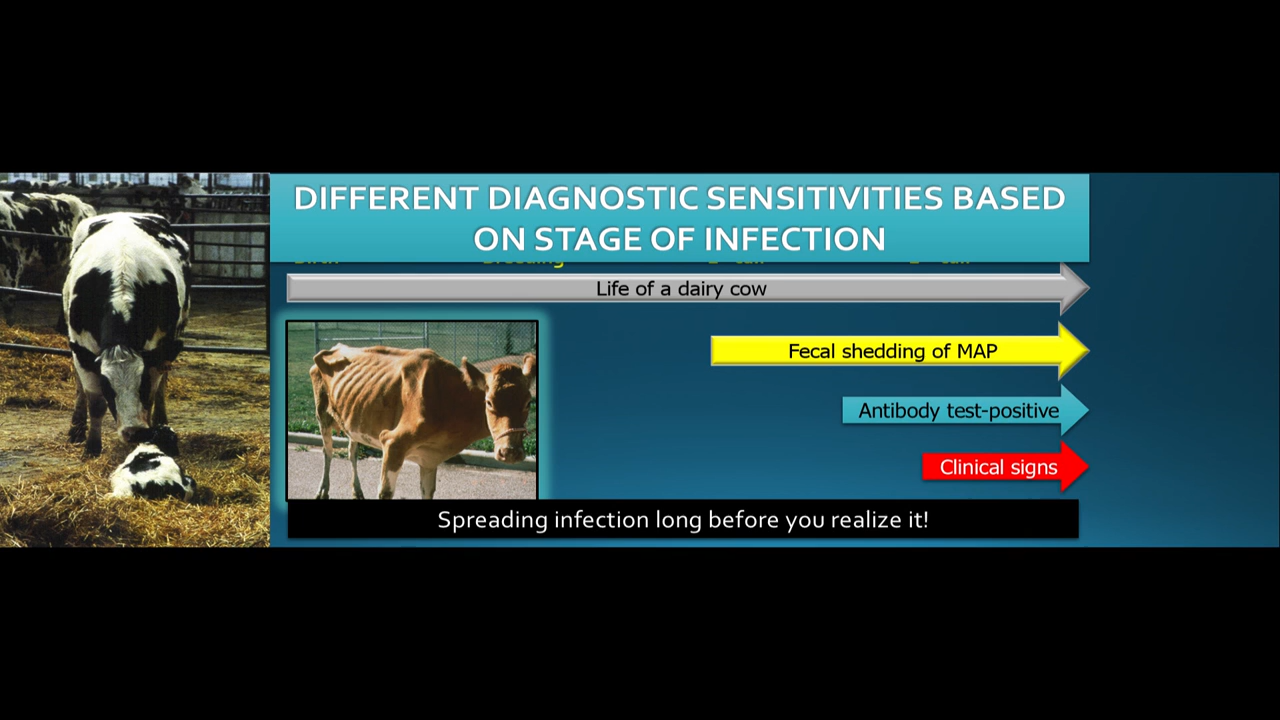 DIFFERENT DIAGNOSTIC SENSITIVITIES BASED
ON STAGE OF INFECTION
Life of a dairy cow
Fecal shedding of MAP
Antibody test-positive
Clinical signs
Spreading infection long before you realize it!